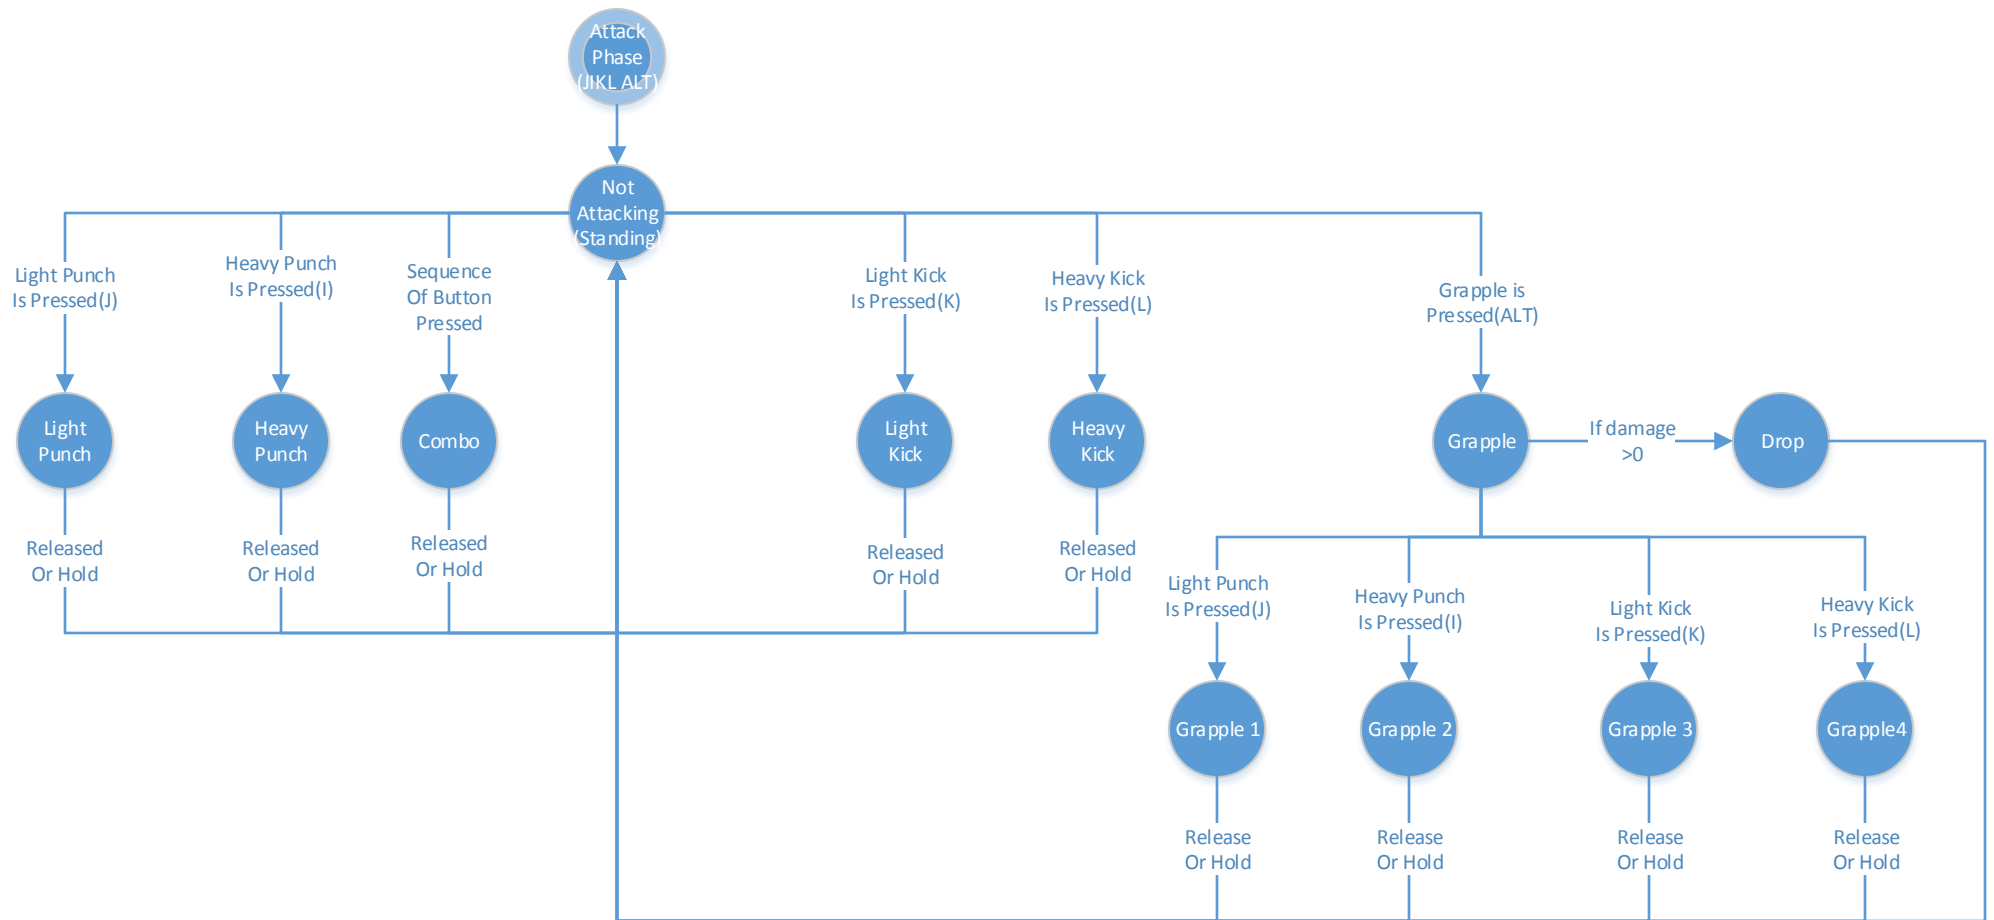 Attack
Phase
(JIKL ALT)
Not
Attacking
(Standing)
Light Punch
Is Pressed(J)
Heavy Punch
Is Pressed(I)
Sequence
Of Button
Pressed
Light Kick
Is Pressed(K)
Heavy Kick
Is Pressed(L)
Grapple is
Pressed(ALT)
Light
Punch
Heavy
Punch
Combo
Light
Kick
Heavy
Kick
Grapple
If damage
>0
Drop
Released
Or Hold
Released
Or Hold
Released
Or Hold
Released
Or Hold
Released
Or Hold
Light Punch
Is Pressed(J)
Heavy Punch
Is Pressed(I)
Light Kick
Is Pressed(K)
Heavy Kick
Is Pressed(L)
Grapple 1
Grapple 2
Grapple 3
Grapple4
Release
Or Hold
Release
Or Hold
Release
Or Hold
Release
Or Hold